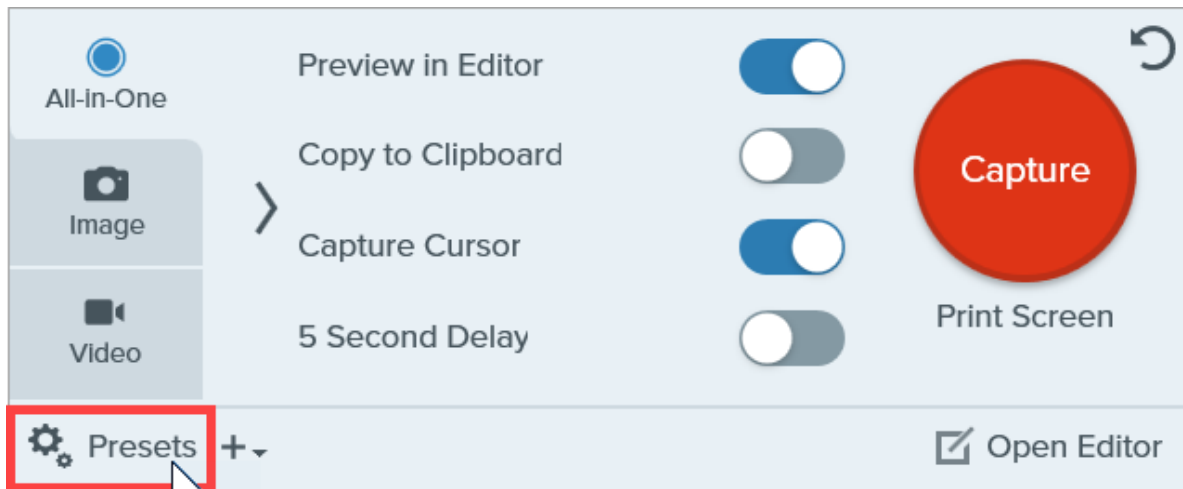 All-in-One
Image
Video
Preview in Editor
Copy to Clipboard
Capture Cursor
5 Second Delay
Capture
Print Screen
Presets
Open Editor